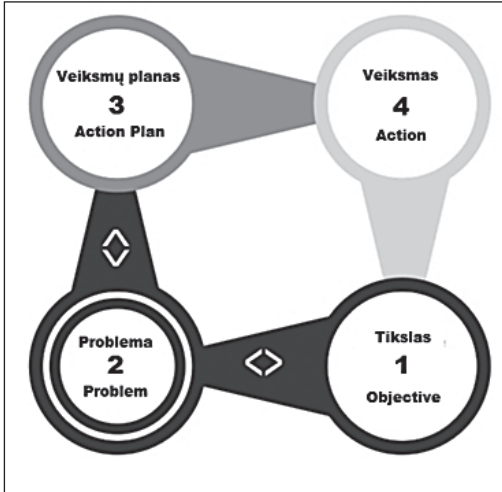 Veiksmų planas
3
Action Plan
Veiksmas
4
Action
Problema
2
Problem
Tikslas
1
Objective